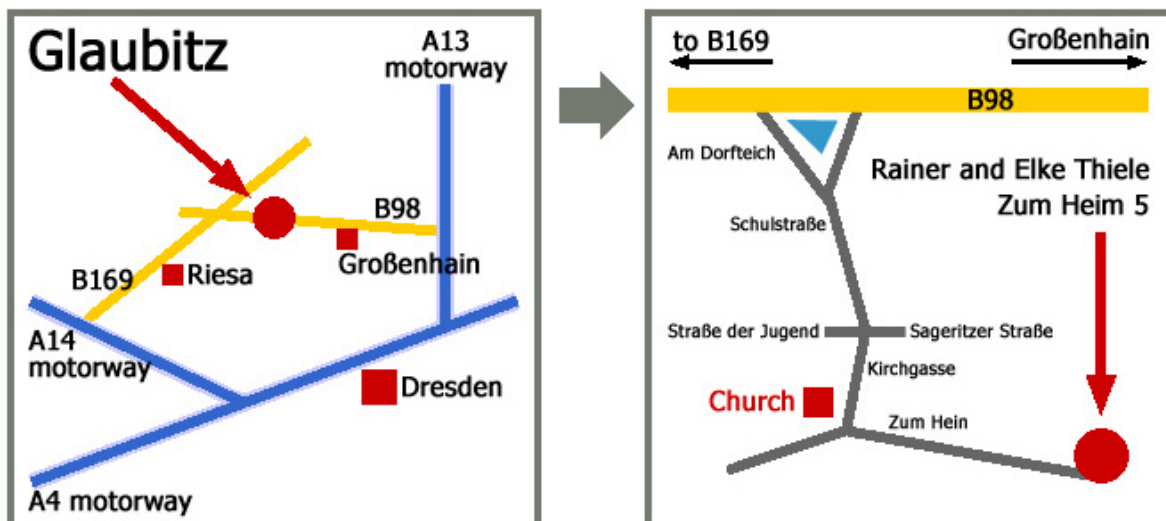 Glaubitz
A13
motorway
B98
Großenhain
B169
Riesa
A14
motorway
Dresden
A4 motorway
to B169
Großenhain
B98
Am Dorfteich
Rainer and Elke Thiele
Zum Heim 5
Schulstraße
Straße der Jugend
Sageritzer Straße
Kirchgasse
Church
Zum Hein